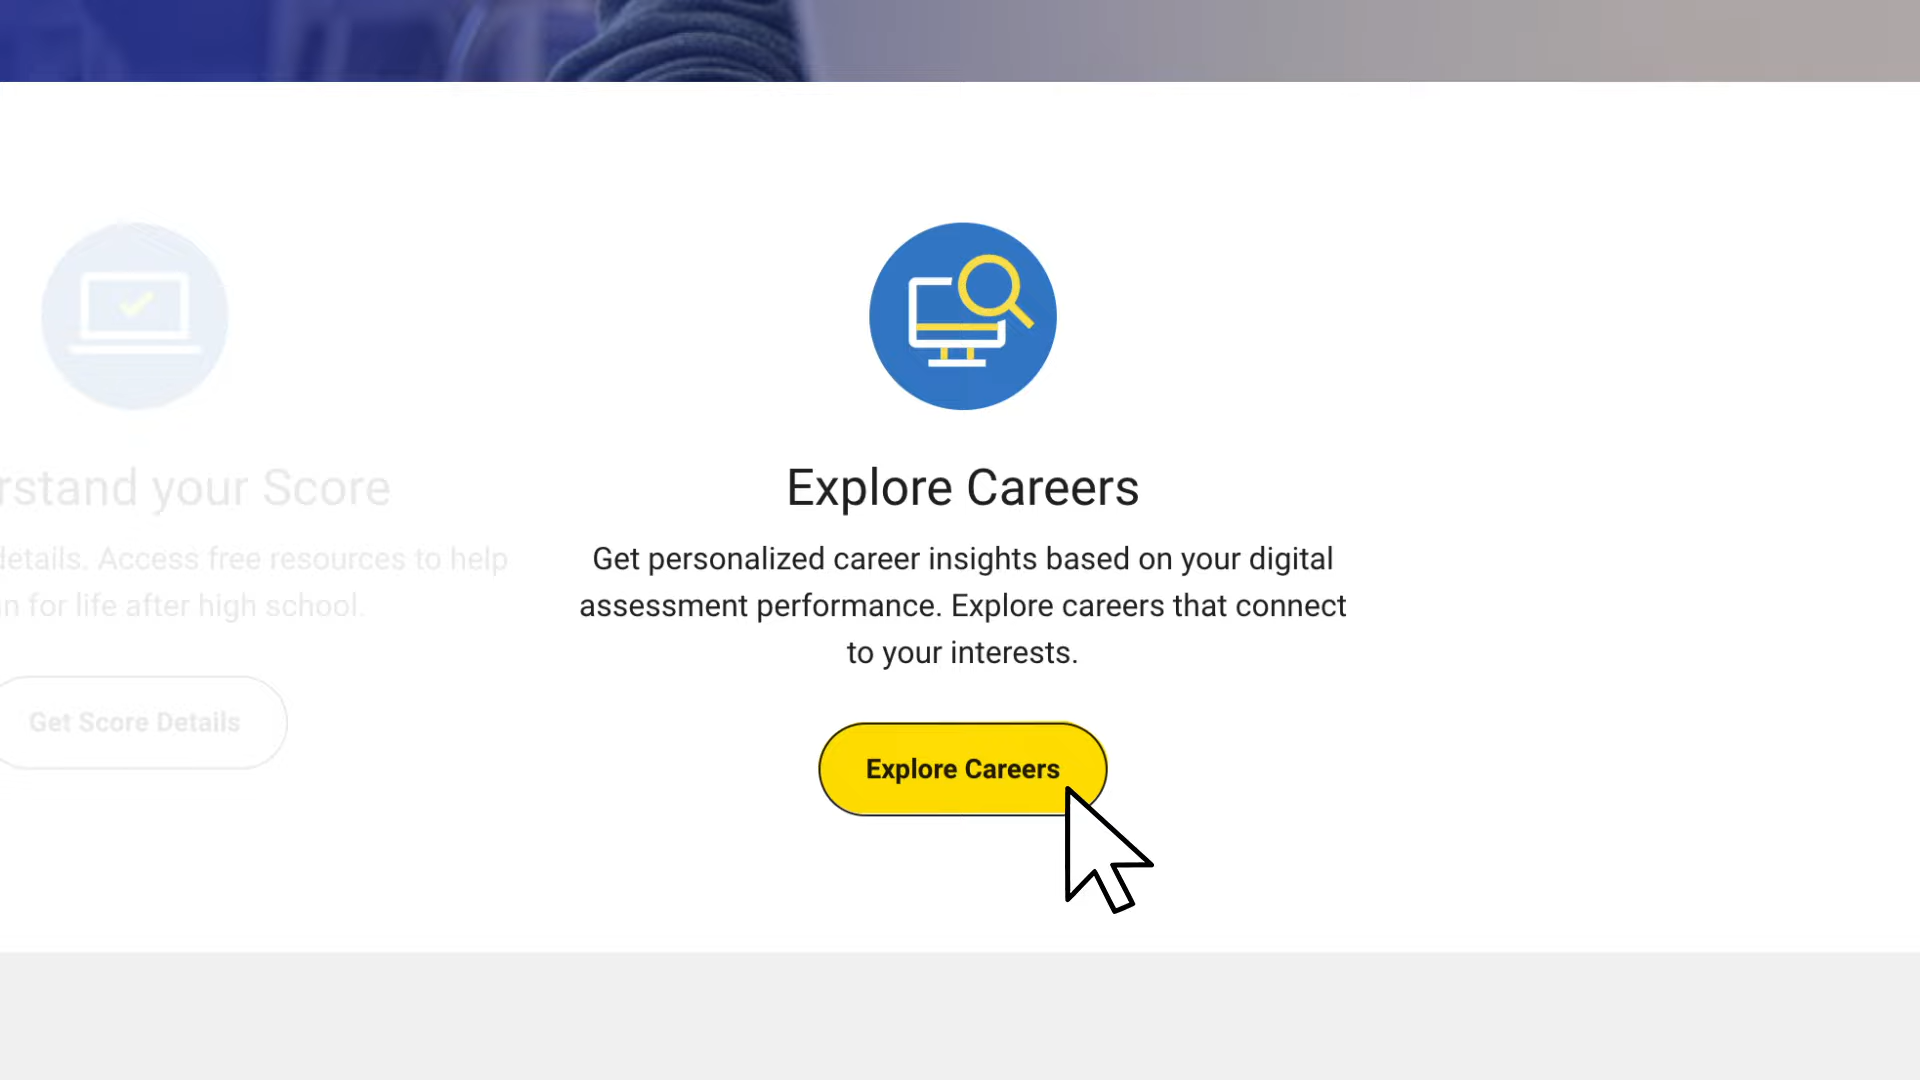 rstand your Score
details. Access free resources to help
n for life after high school.
Get Score Details
Explore Careers
Get personalized career insights based on your digital
assessment performance. Explore careers that connect
to your interests.
Explore Careers